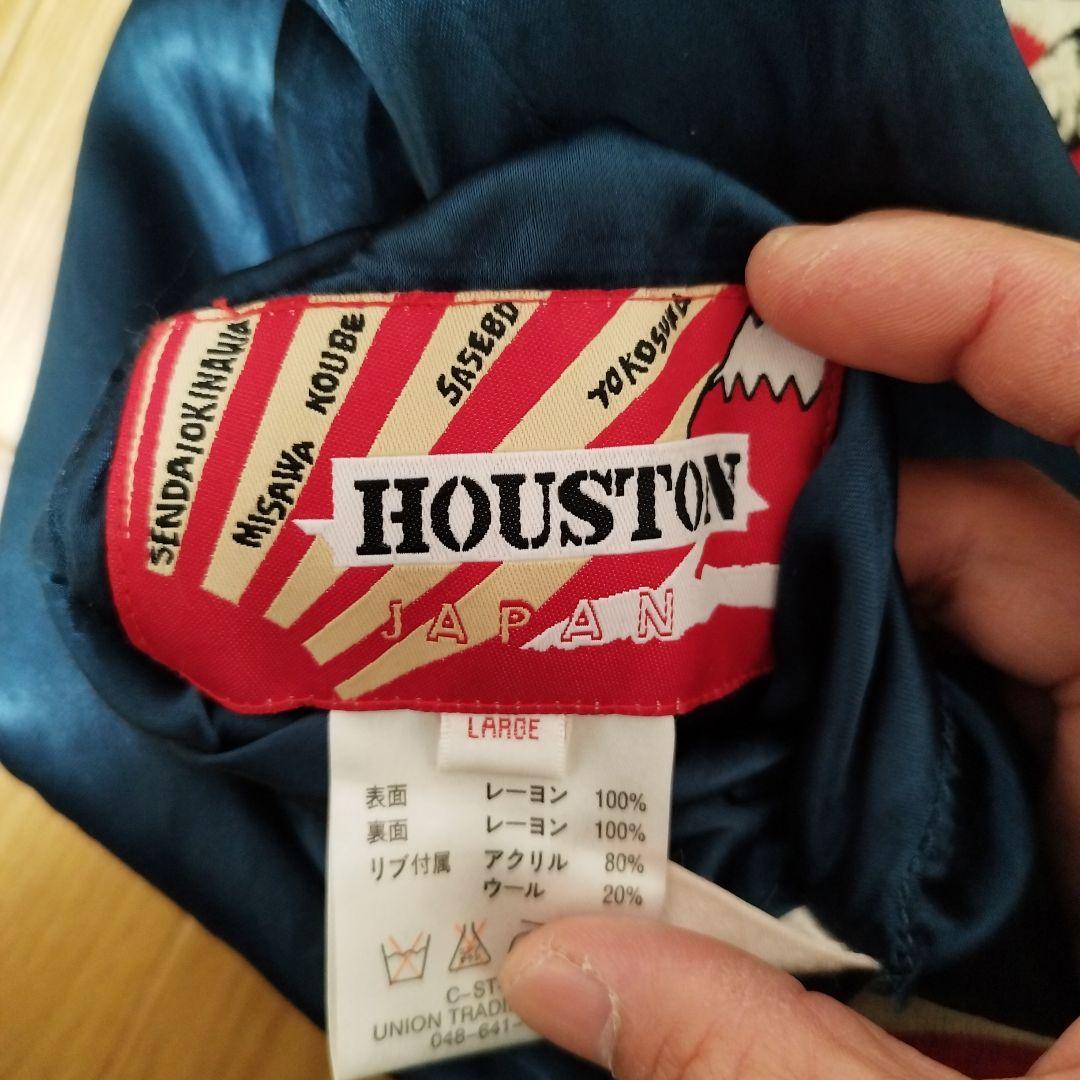 SENDAI OKINAWA
MISAWA KOUBE
SASEBO
YOKOSUKA
HOUSTON
JAPAN
LARGE
表面 レーヨン 100%
裏面 レーヨン 100%
リブ付属 アクリル 80%
ウール 20%
C-ST
UNION TRADI
048-641-